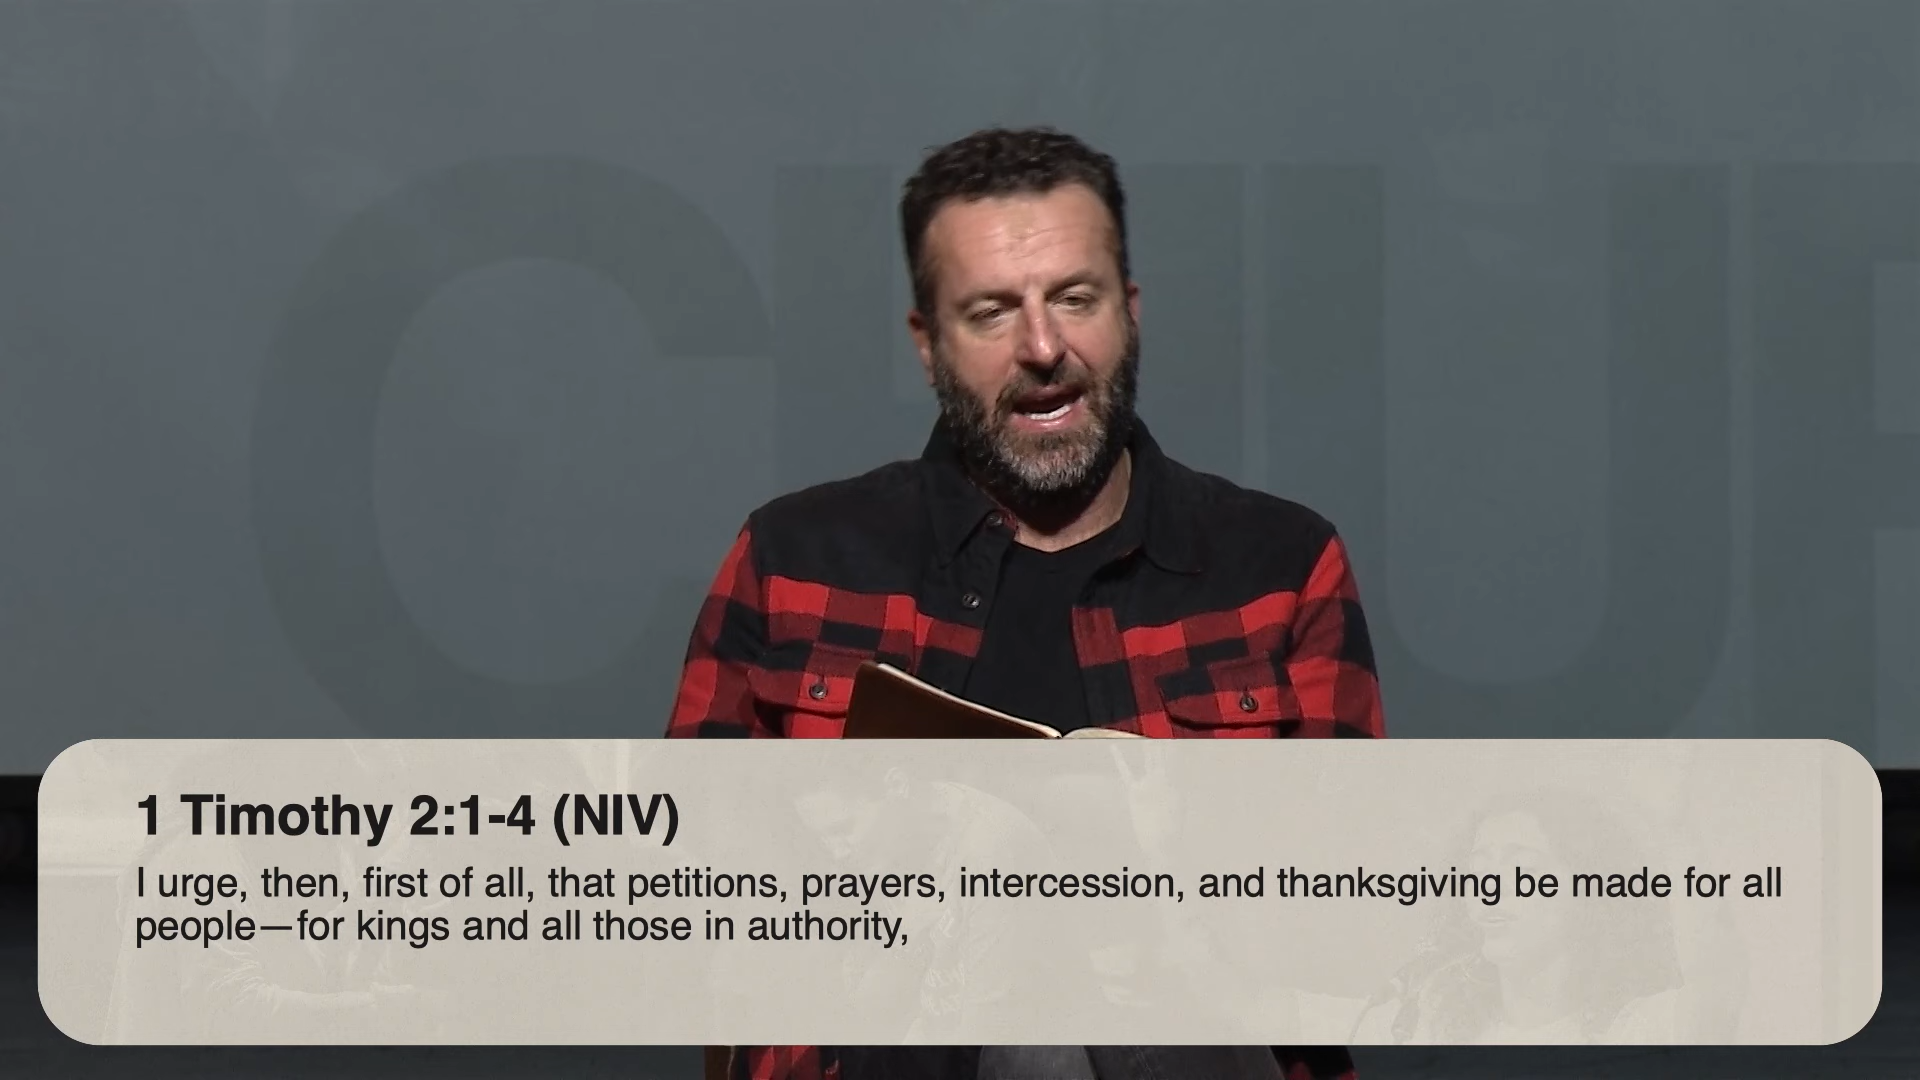 CHUR
1 Timothy 2:1-4 (NIV)
I urge, then, first of all, that petitions, prayers, intercession, and thanksgiving be made for all
people—for kings and all those in authority,